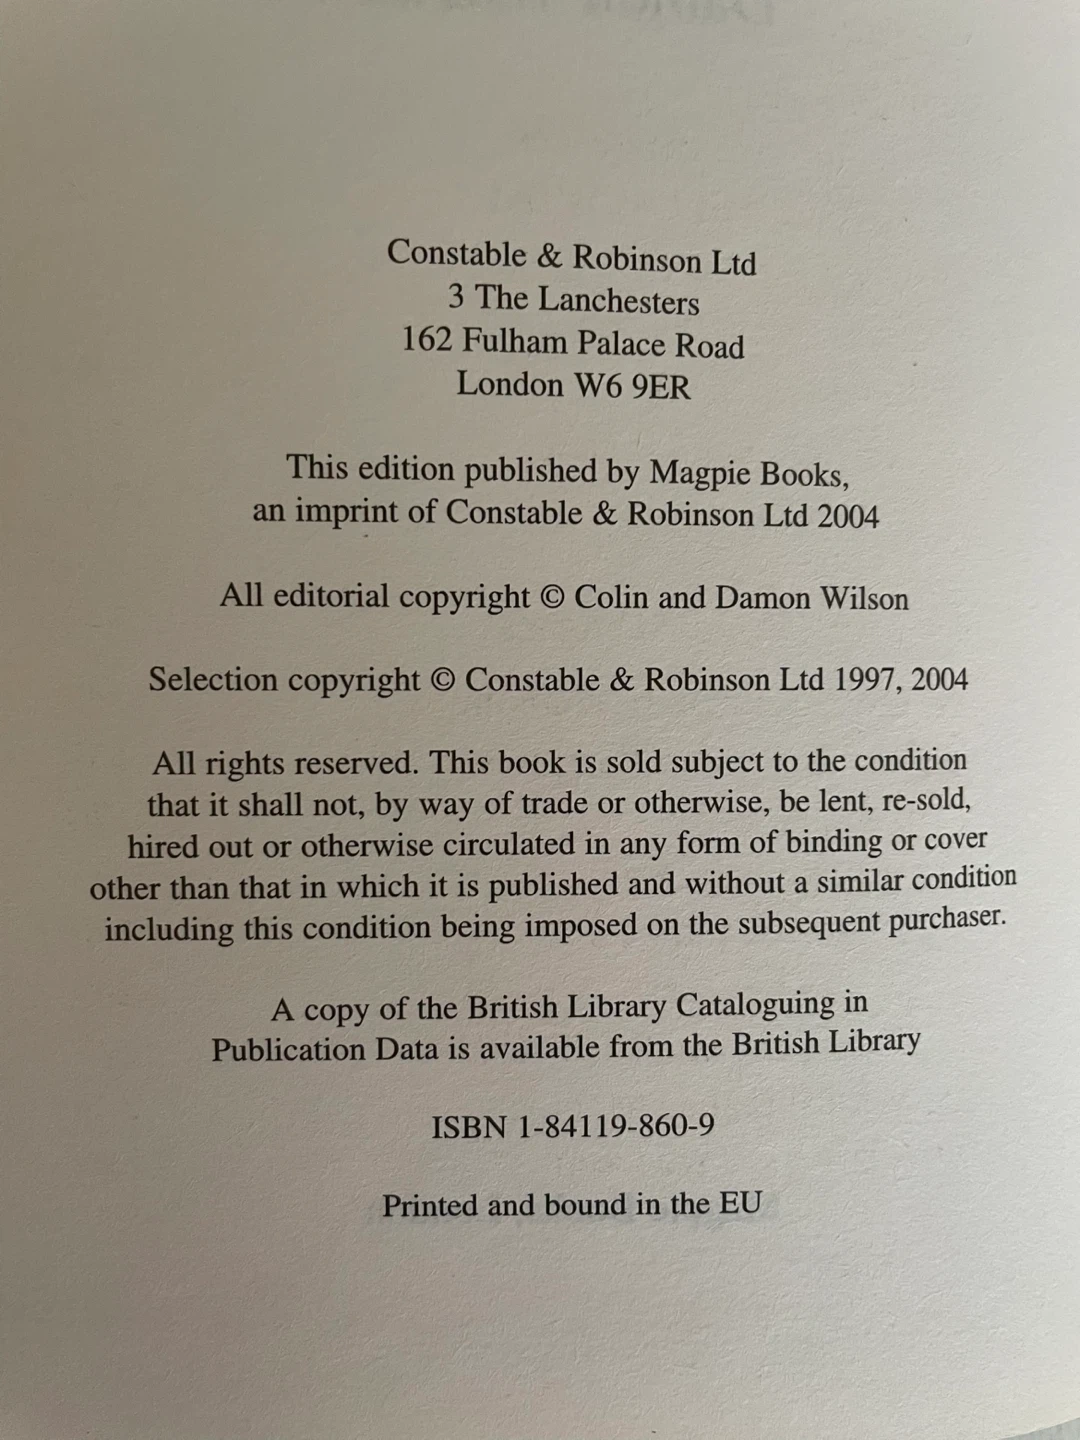 Constable & Robinson Ltd
3 The Lanchesters
162 Fulham Palace Road
London W6 9ER
This edition published by Magpie Books,
an imprint of Constable & Robinson Ltd 2004
All editorial copyright © Colin and Damon Wilson
Selection copyright © Constable & Robinson Ltd 1997, 2004
All rights reserved. This book is sold subject to the condition
that it shall not, by way of trade or otherwise, be lent, re-sold,
hired out or otherwise circulated in any form of binding or cover
other than that in which it is published and without a similar condition
including this condition being imposed on the subsequent purchaser.
A copy of the British Library Cataloguing in
Publication Data is available from the British Library
ISBN 1-84119-860-9
Printed and bound in the EU